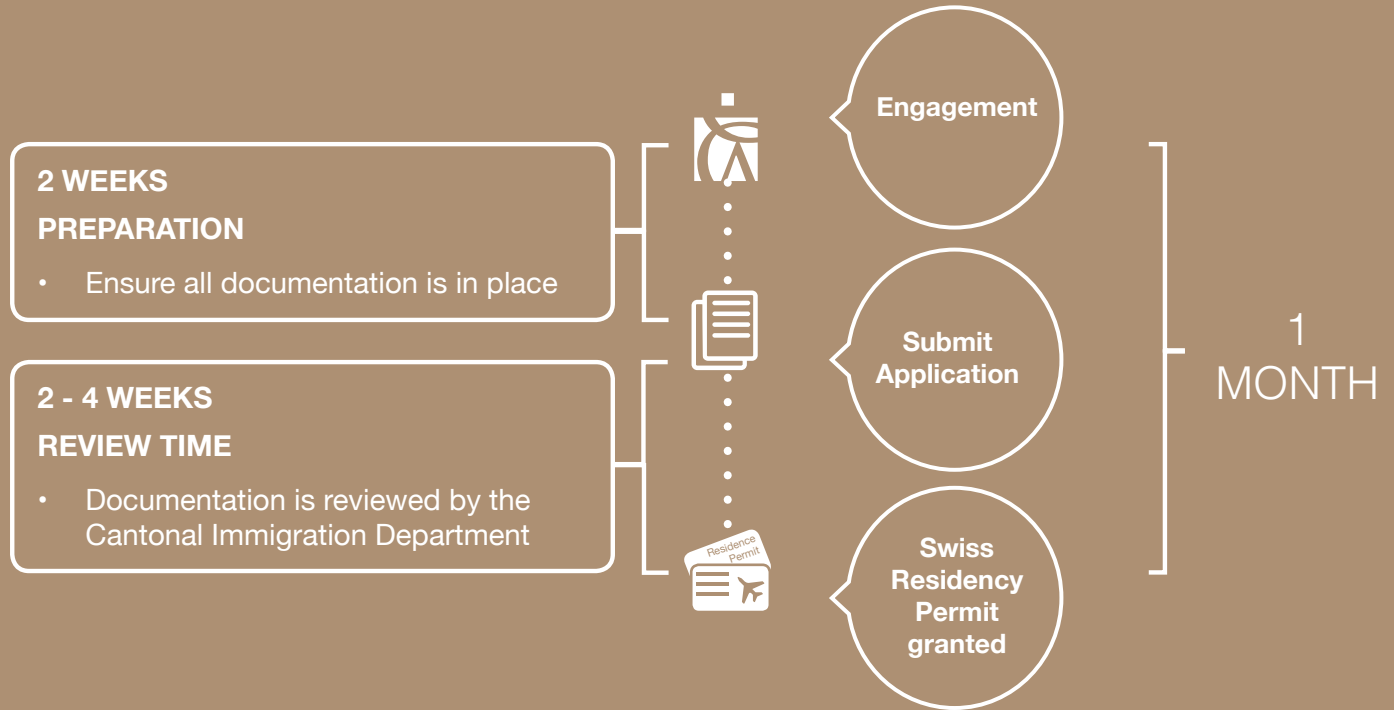 Engagement
2 WEEKS
PREPARATION
• Ensure all documentation is in place
Submit
Application
1
MONTH
2 - 4 WEEKS
REVIEW TIME
• Documentation is reviewed by the
Cantonal Immigration Department
Residence
Permit
Swiss
Residency
Permit
granted